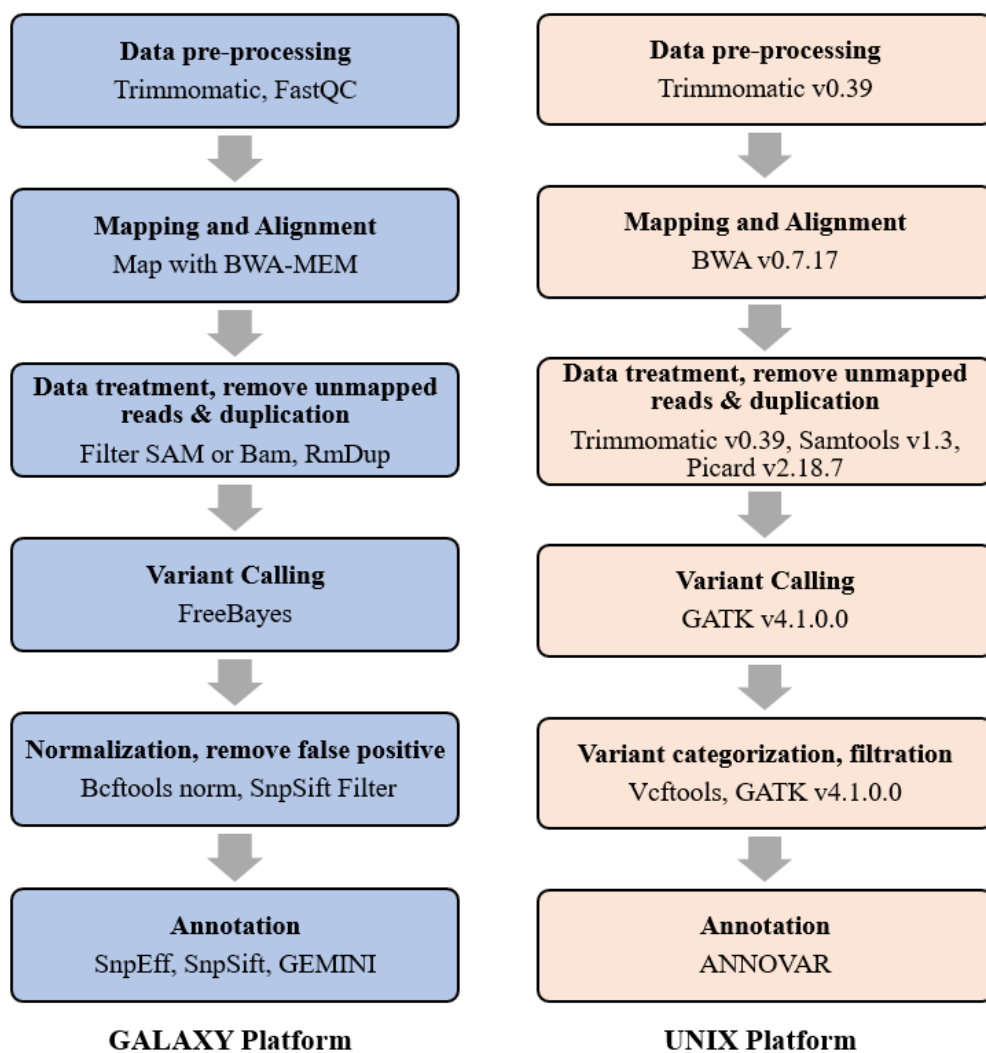 Data pre-processing
Trimmomatic, FastQC
Mapping and Alignment
Map with BWA-MEM
Data treatment, remove unmapped
reads & duplication
Filter SAM or Bam, RmDup
Variant Calling
FreeBayes
Normalization, remove false positive
Bcftools norm, SnpSift Filter
Annotation
SnpEff, SnpSift, GEMINI
GALAXY Platform
Data pre-processing
Trimmomatic v0.39
Mapping and Alignment
BWA v0.7.17
Data treatment, remove unmapped
reads & duplication
Trimmomatic v0.39, Samtools v1.3,
Picard v2.18.7
Variant Calling
GATK v4.1.0.0
Variant categorization, filtration
Vcftools, GATK v4.1.0.0
Annotation
ANNOVAR
UNIX Platform